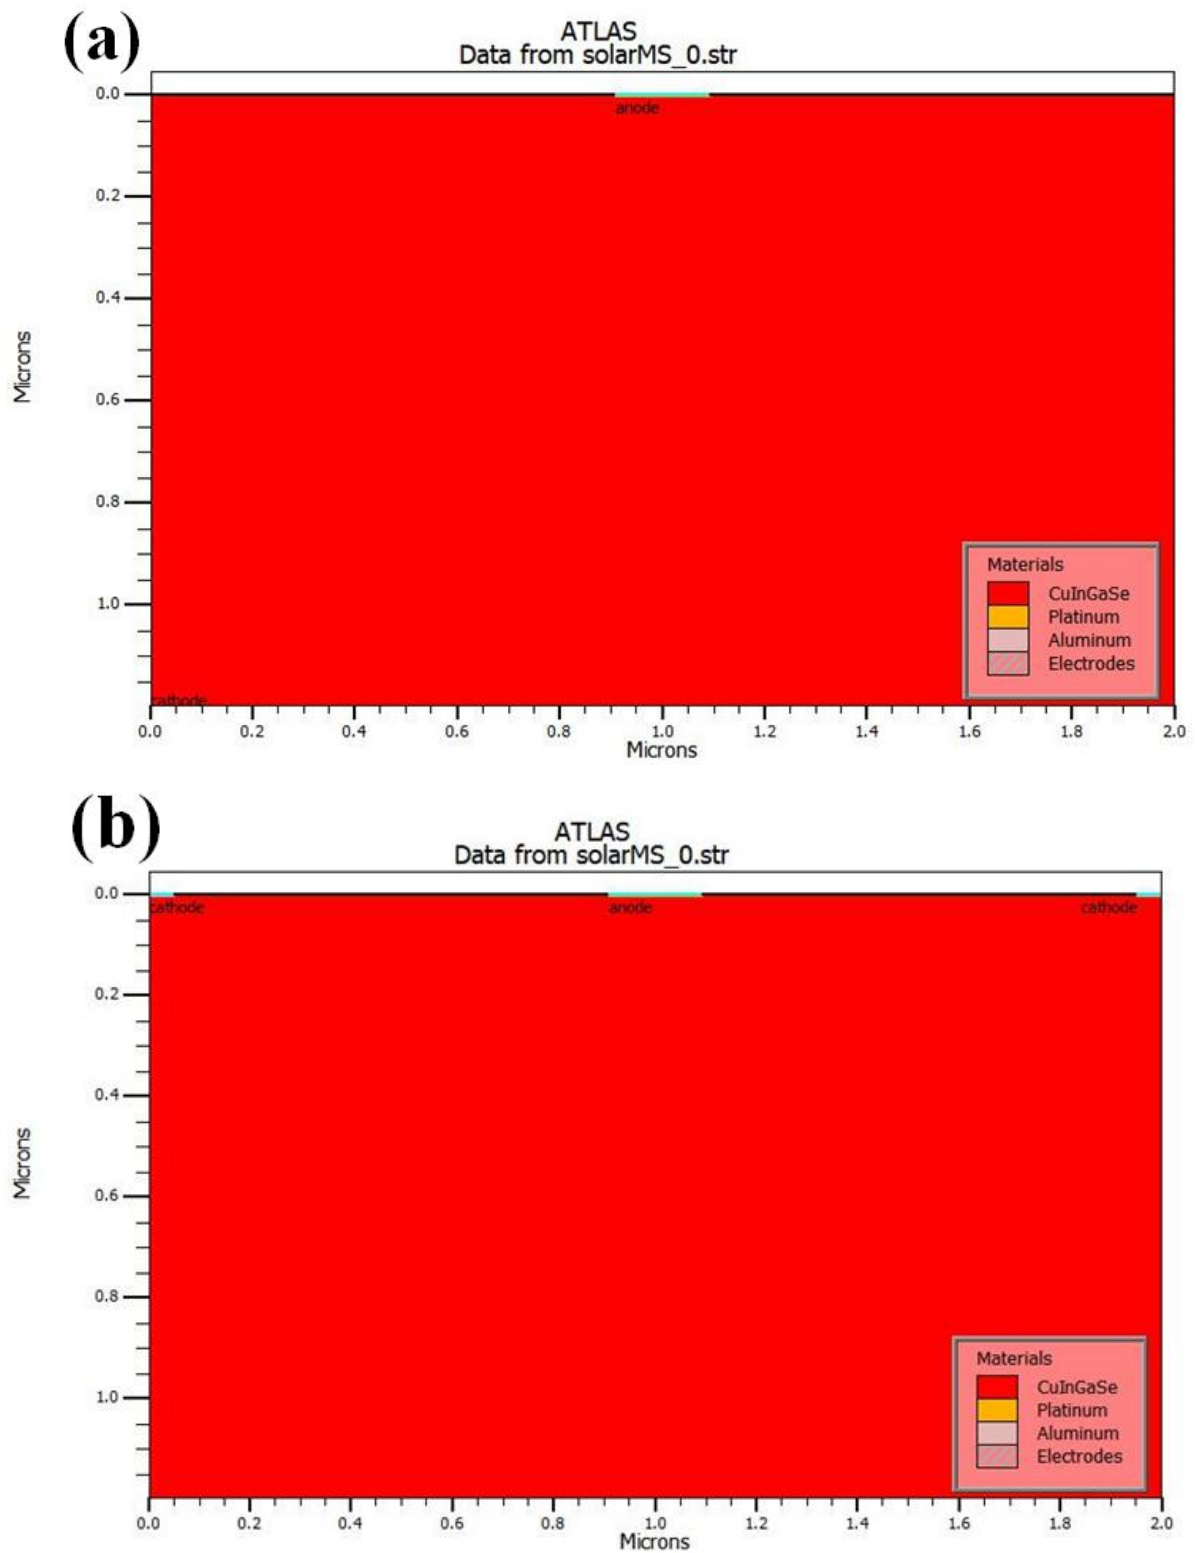 (a)
ATLAS
Data from solarMS_0.str
0.0
anode
0.2
0.4
Microns
0.6
0.8
Materials
CuInGaSe
1.0
Platinum
Aluminum
Electrodes
cathode
0.0 0.2 0.4 0.6 0.8 1.0 1.2 1.4 1.6 1.8 2.0
Microns
(b)
ATLAS
Data from solarMS_0.str
0.0
cathode anode cathode
0.2
0.4
Microns
0.6
0.8
Materials
CuInGaSe
1.0
Platinum
Aluminum
Electrodes
0.0 0.2 0.4 0.6 0.8 1.0 1.2 1.4 1.6 1.8 2.0
Microns